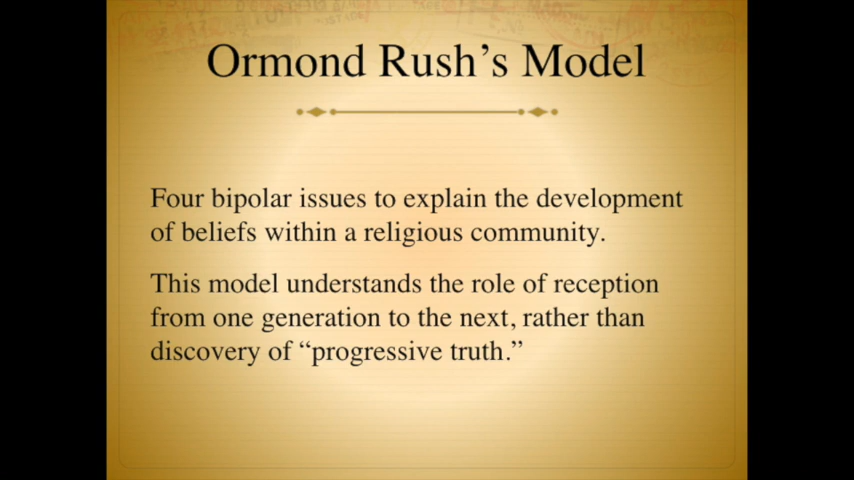 Ormond Rush's Model
Four bipolar issues to explain the development
of beliefs within a religious community.
This model understands the role of reception
from one generation to the next, rather than
discovery of “progressive truth.”